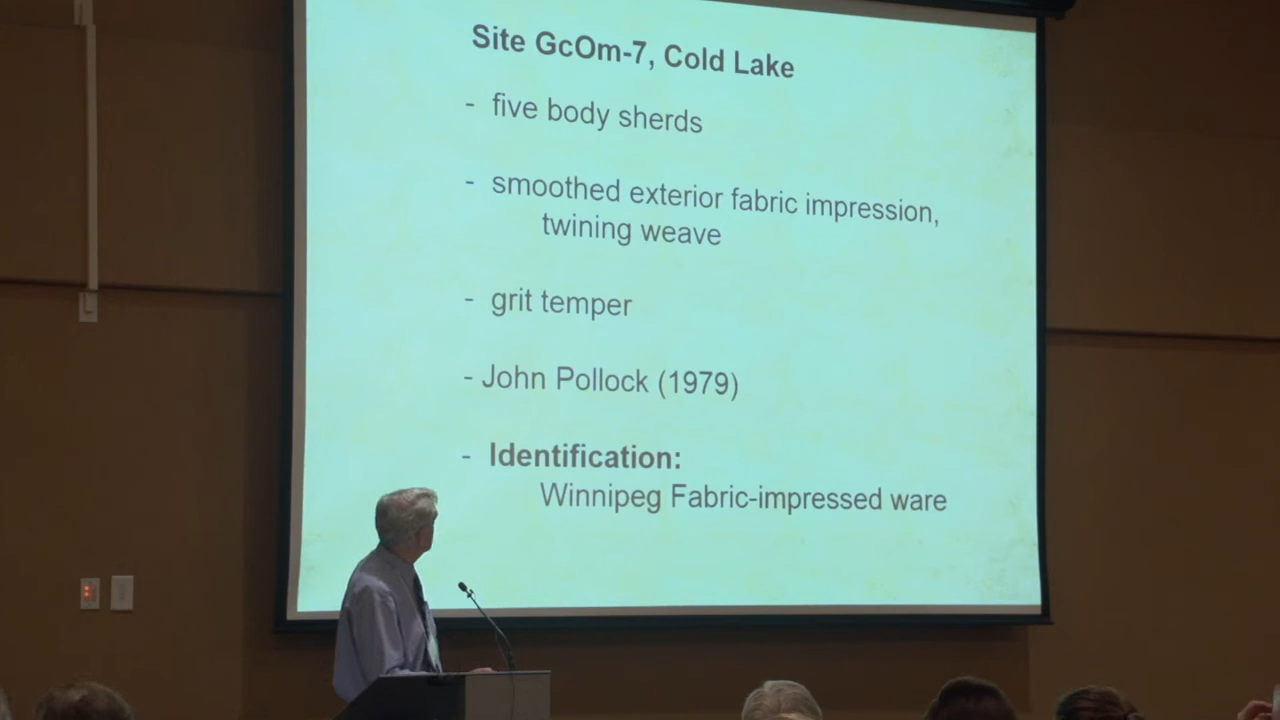 Site GcOm-7, Cold Lake
- five body sherds
- smoothed exterior fabric impression,
twining weave
- grit temper
- John Pollock (1979)
- Identification:
Winnipeg Fabric-impressed ware